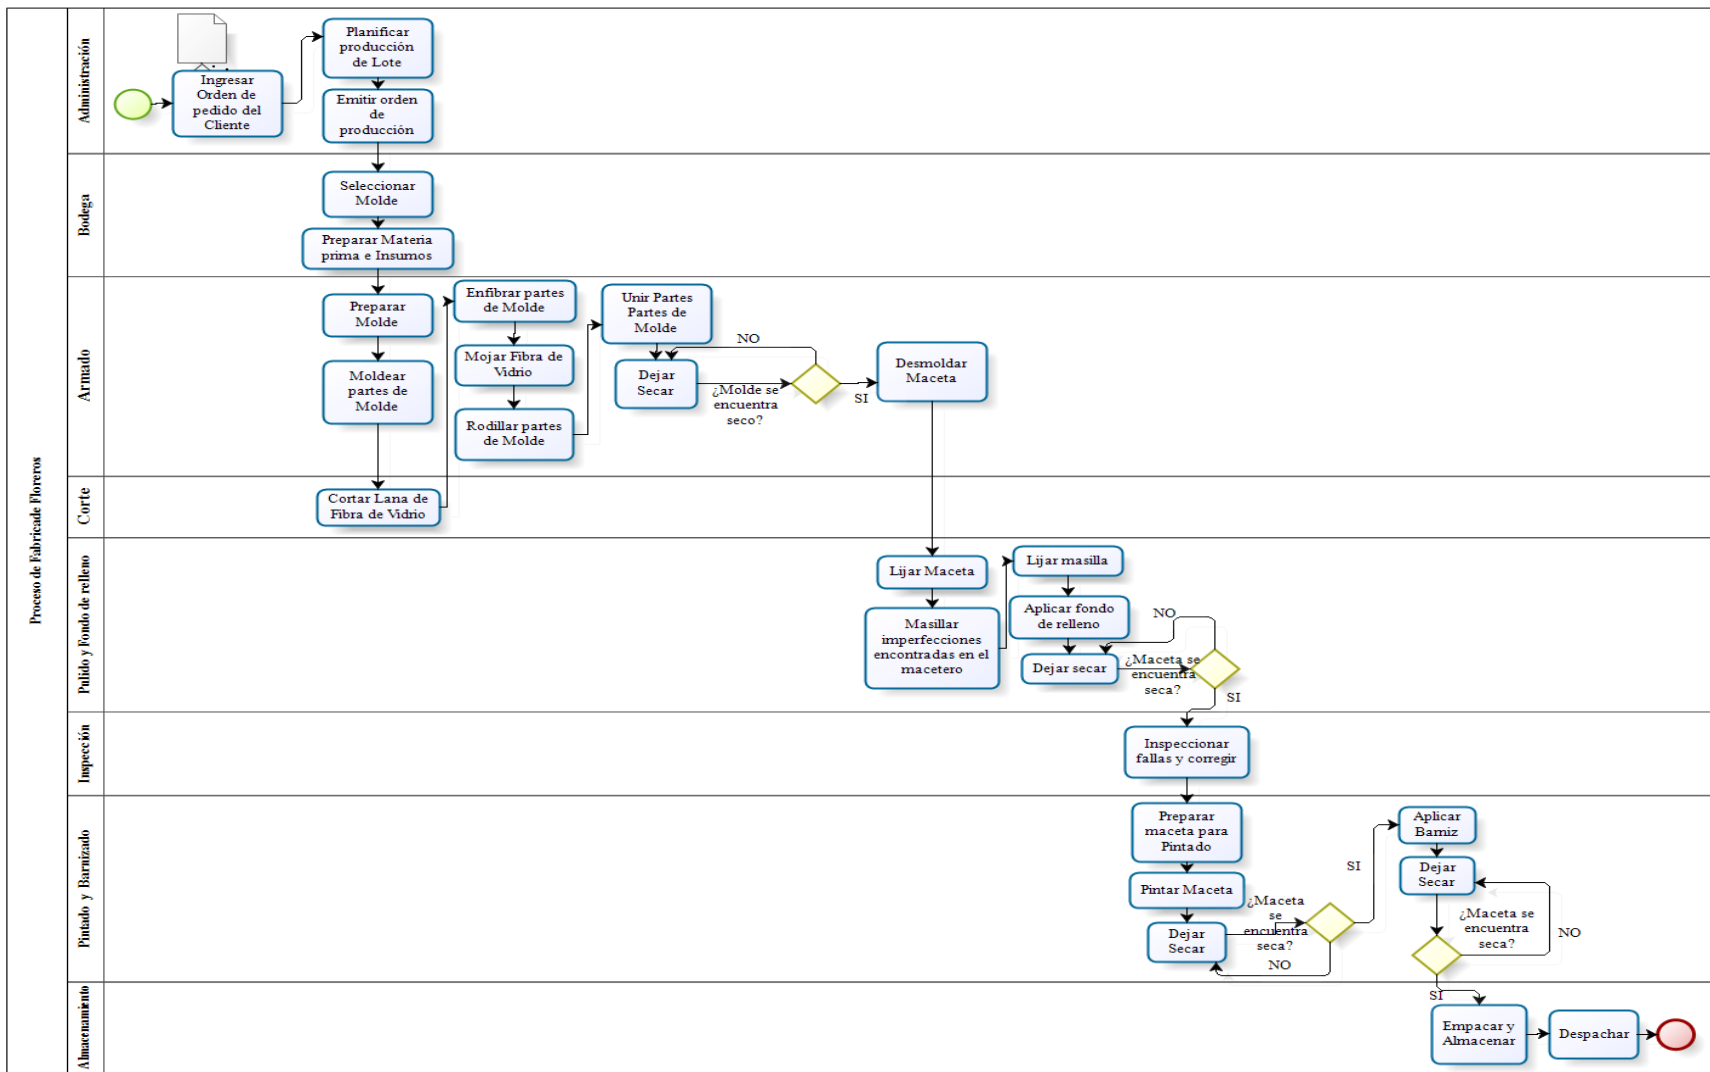 Proceso de Fabricade Floreros
Administración
Ingresar
Orden de
pedido del
Cliente
Planificar
producción
de Lote
Emitir orden
de
producción
Bodega
Seleccionar
Molde
Preparar Materia
prima e Insumos
Armado
Preparar
Molde
Moldear
partes de
Molde
Enfibrar partes
de Molde
Mojar Fibra de
Vidrio
Rodillar partes
de Molde
Unir Partes
Partes de
Molde
Dejar
Secar
¿Molde se
encuentra
seco?
NO
SI
Desmoldar
Maceta
Corte
Cortar Lana de
Fibra de Vidrio
Pulido y Fondo de relleno
Lijar Maceta
Masillar
imperfecciones
encontradas en el
macetero
Lijar masilla
Aplicar fondo
de relleno
Dejar secar
¿Maceta se
encuentra
seca?
NO
SI
Inspección
Inspeccionar
fallas y corregir
Pintado y Barnizado
Preparar
maceta para
Pintado
Pintar Maceta
Dejar
Secar
¿Maceta
se
encuentra
seca?
NO
SI
Aplicar
Barniz
Dejar
Secar
¿Maceta se
encuentra
seca?
NO
SI
Almacenamiento
Empacar y
Almacenar
Despachar